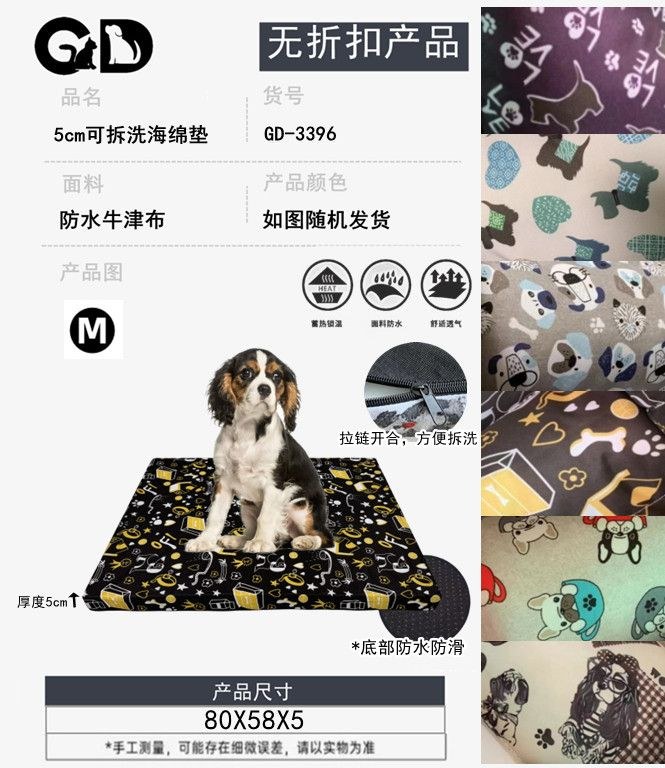 GD
无折扣产品
品名
货号
5cm可拆洗海绵垫
GD-3396
面料
产品颜色
防水牛津布
如图随机发货
产品图
HEAT
蓄热锁温
面料防水
舒适透气
M
拉链开合，方便拆洗
厚度5cm↑
*底部防水防滑
产品尺寸
80X58X5
*手工测量，可能存在细微误差，请以实物为准